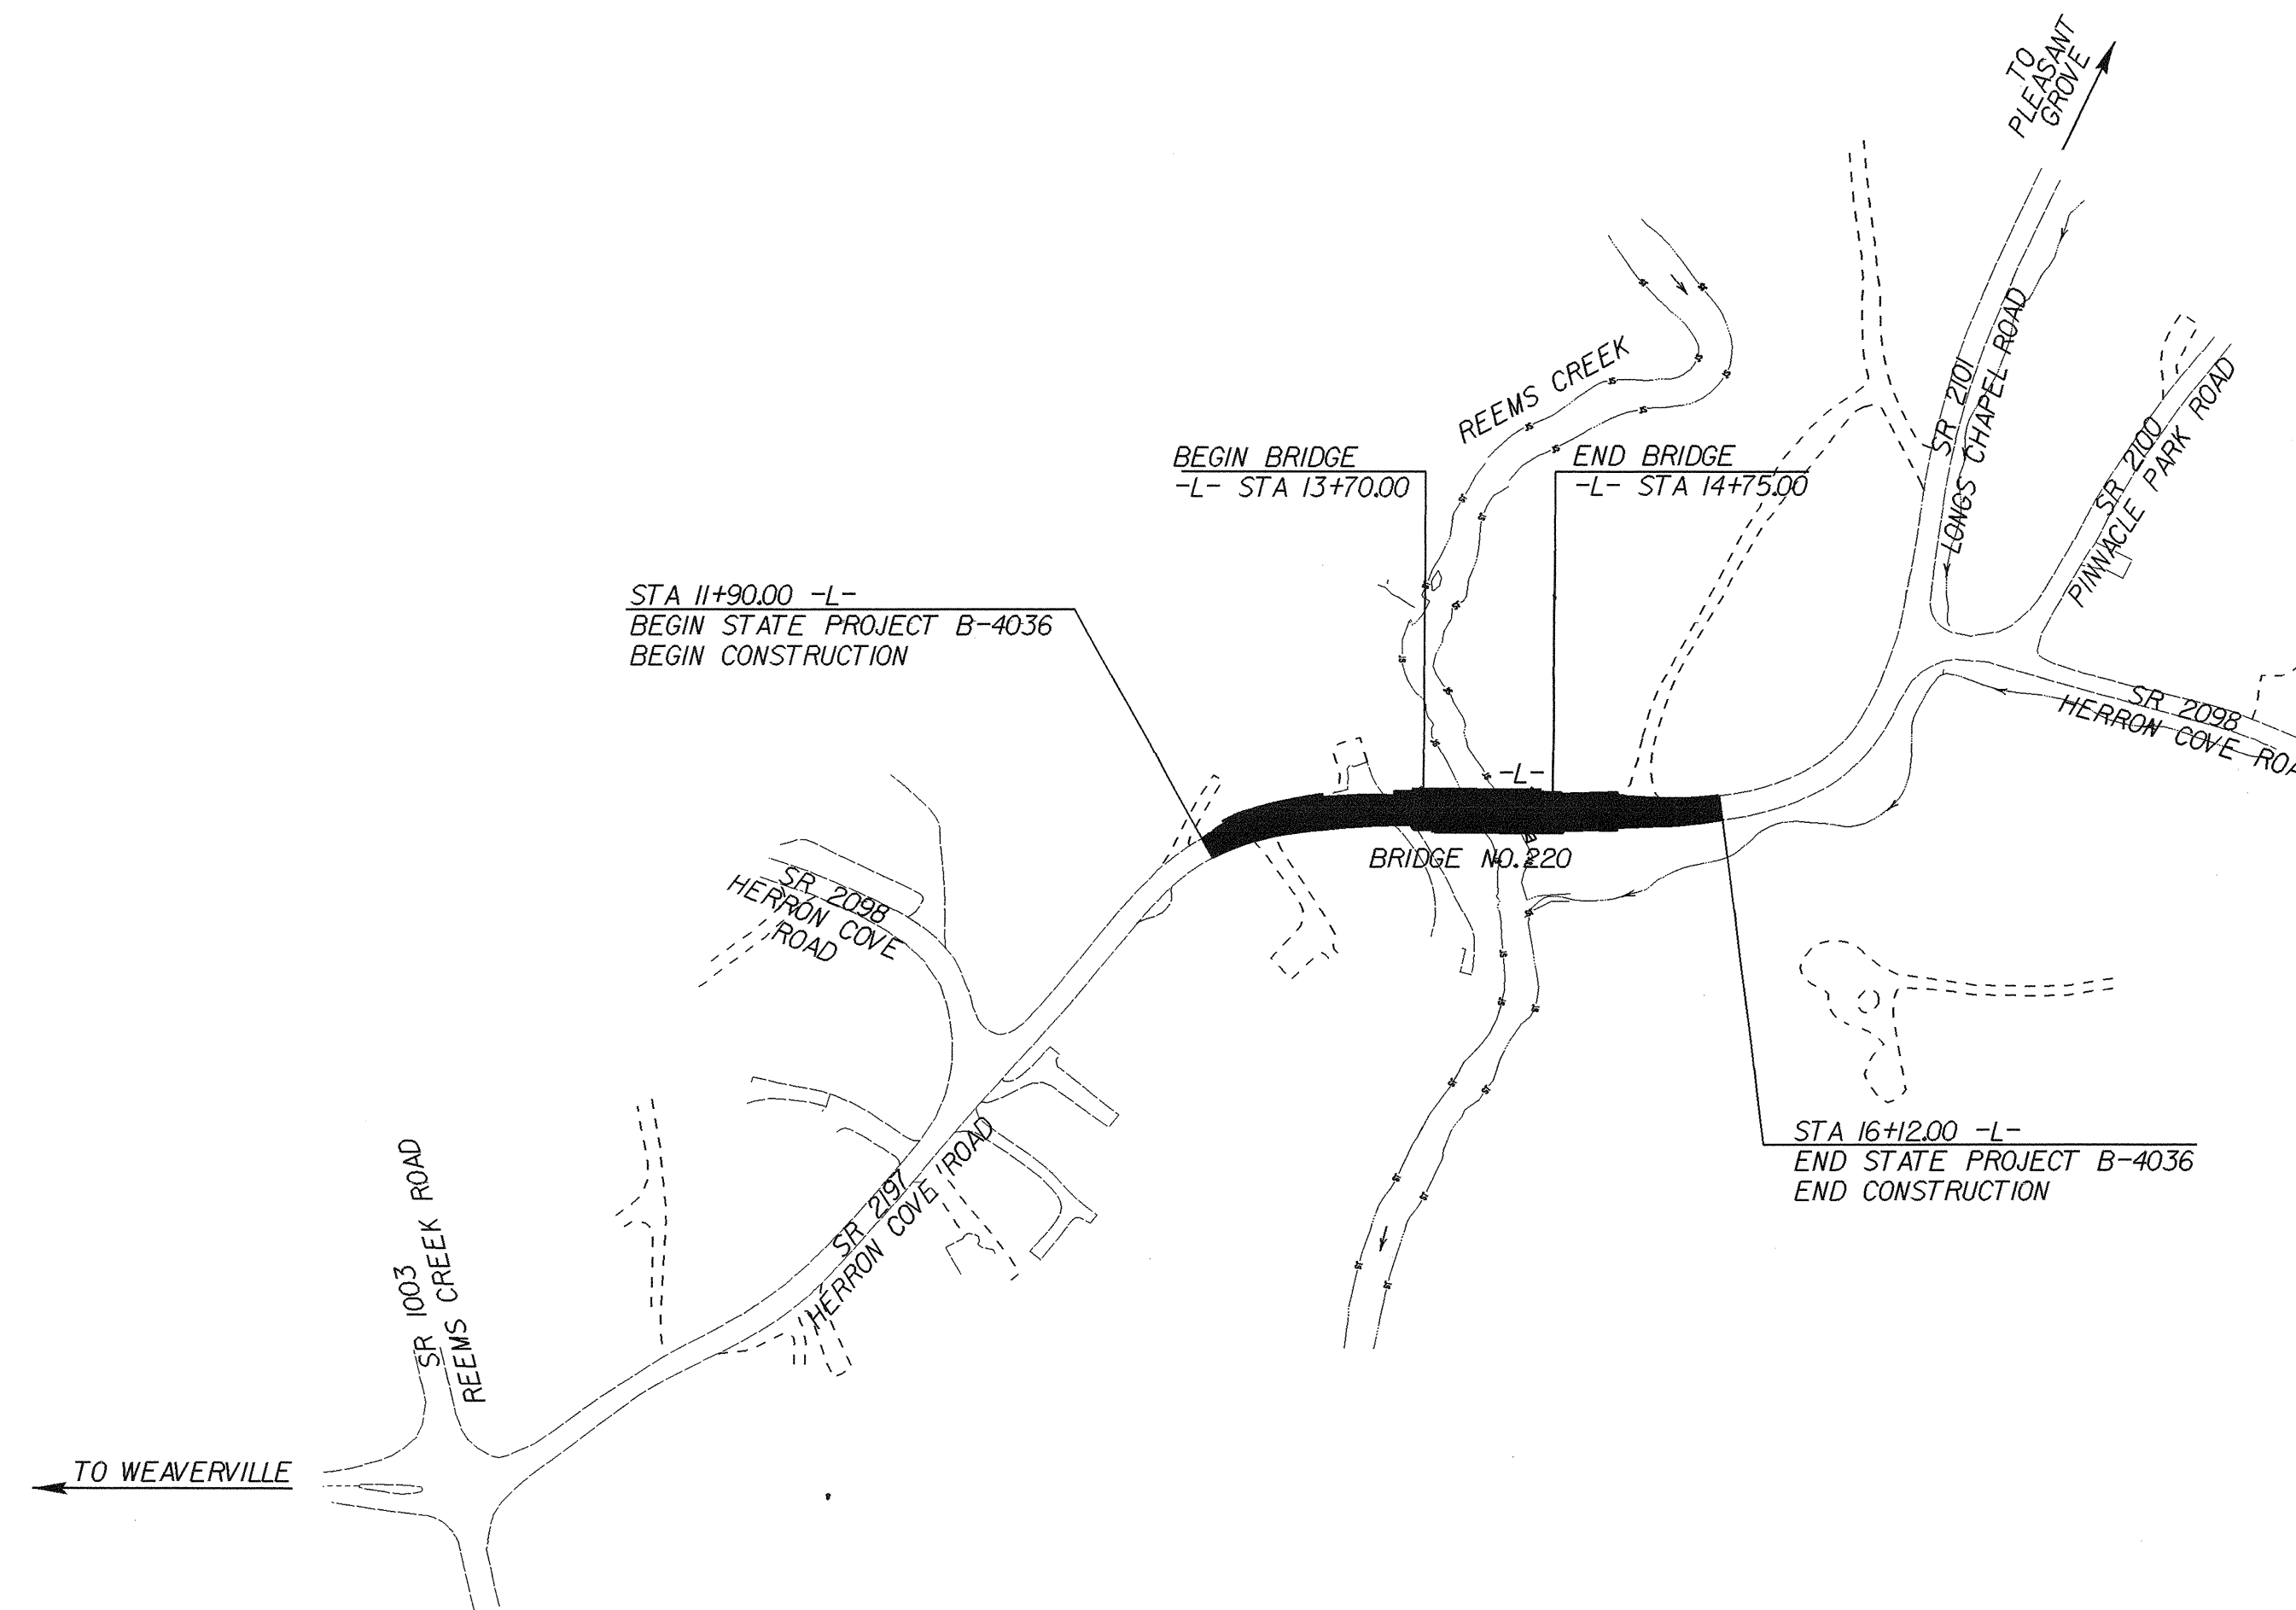 TO
PLEASANT
GROVE
REEMS CREEK
SR 2101
LONGS CHAPEL ROAD
SR 2100
PINNACLE PARK ROAD
BEGIN BRIDGE
-L- STA 13+70.00
END BRIDGE
-L- STA 14+75.00
STA 11+90.00 -L-
BEGIN STATE PROJECT B-4036
BEGIN CONSTRUCTION
SR 2098
HERRON COVE ROA
-L-
BRIDGE NO. 220
SR 2098
HERRON COVE
ROAD
STA 16+12.00 -L-
END STATE PROJECT B-4036
END CONSTRUCTION
SR 2197
HERRON COVE ROAD
SR 1003
REEMS CREEK ROAD
TO WEAVERVILLE